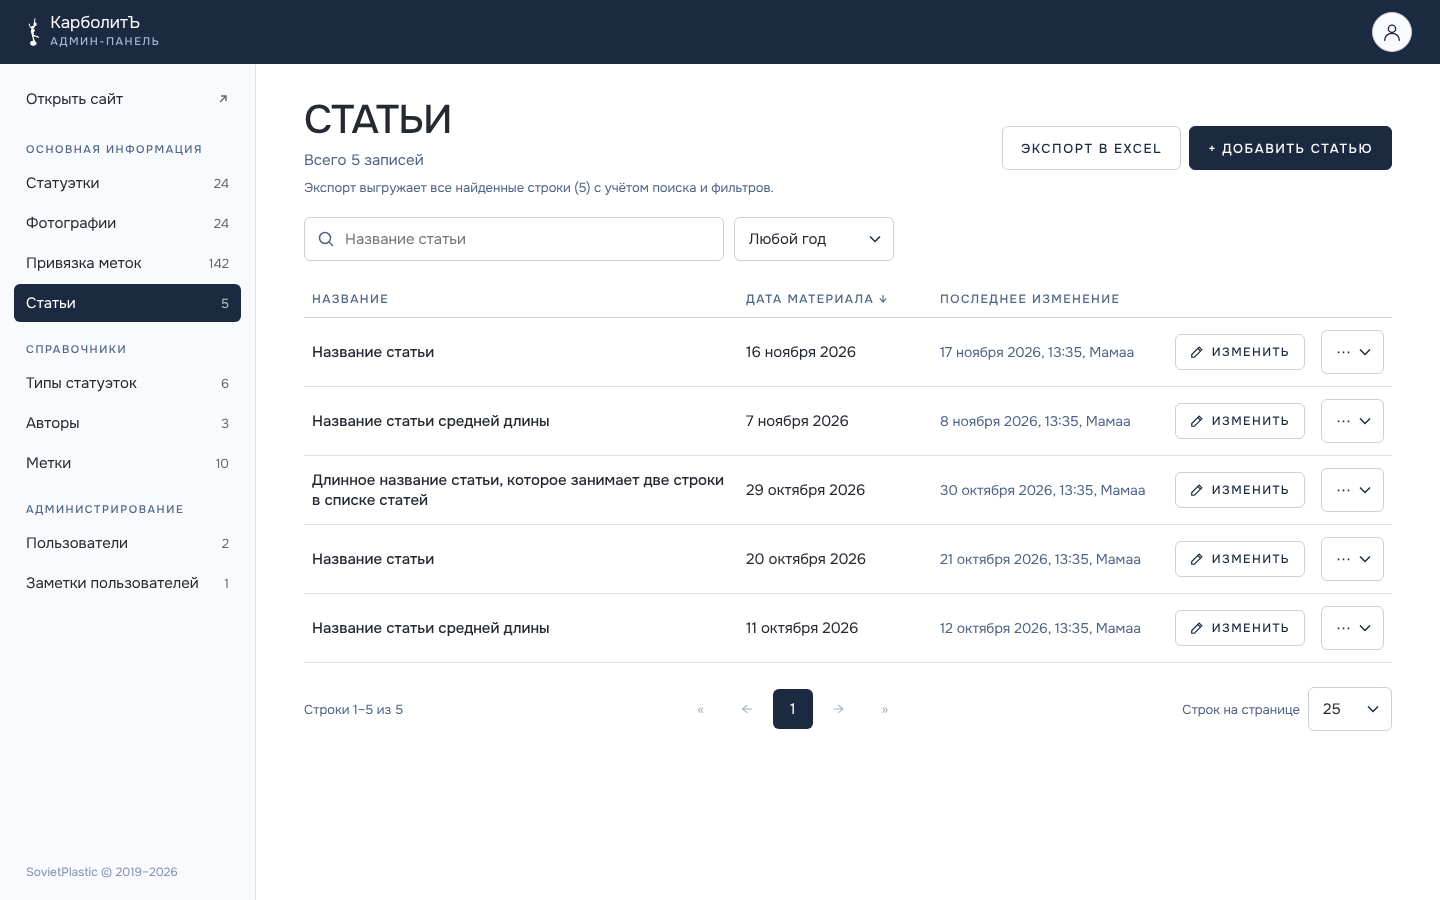 КарболитЪ
АДМИН-ПАНЕЛЬ
Открыть сайт
ОСНОВНАЯ ИНФОРМАЦИЯ
Статуэтки 24
Фотографии 24
Привязка меток 142
Статьи 5
СПРАВОЧНИКИ
Типы статуэток 6
Авторы 3
Метки 10
АДМИНИСТРИРОВАНИЕ
Пользователи 2
Заметки пользователей 1
SovietPlastic © 2019–2026
СТАТЬИ
Всего 5 записей
Экспорт выгружает все найденные строки (5) с учётом поиска и фильтров.
ЭКСПОРТ В EXCEL
+ ДОБАВИТЬ СТАТЬЮ
Название статьи
Любой год
НАЗВАНИЕ ДАТА МАТЕРИАЛА ↓ ПОСЛЕДНЕЕ ИЗМЕНЕНИЕ
Название статьи 16 ноября 2026 17 ноября 2026, 13:35, Мамаа ИЗМЕНИТЬ ···
Название статьи средней длины 7 ноября 2026 8 ноября 2026, 13:35, Мамаа ИЗМЕНИТЬ ···
Длинное название статьи, которое занимает две строки
в списке статей 29 октября 2026 30 октября 2026, 13:35, Мамаа ИЗМЕНИТЬ ···
Название статьи 20 октября 2026 21 октября 2026, 13:35, Мамаа ИЗМЕНИТЬ ···
Название статьи средней длины 11 октября 2026 12 октября 2026, 13:35, Мамаа ИЗМЕНИТЬ ···
Строки 1–5 из 5 « ← 1 → » Строк на странице 25